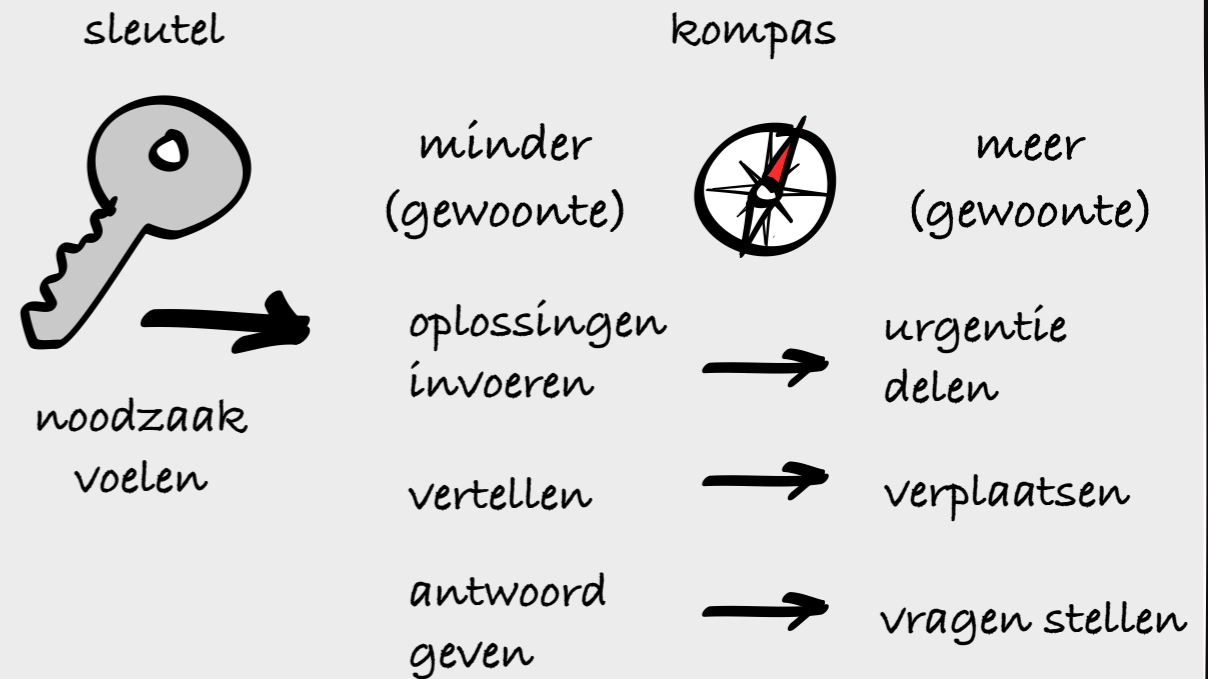 sleutel
kompas
minder
(gewoonte)
meer
(gewoonte)
noodzaak
voelen
oplossingen
invoeren
urgentie
delen
vertellen
verplaatsen
antwoord
geven
vragen stellen